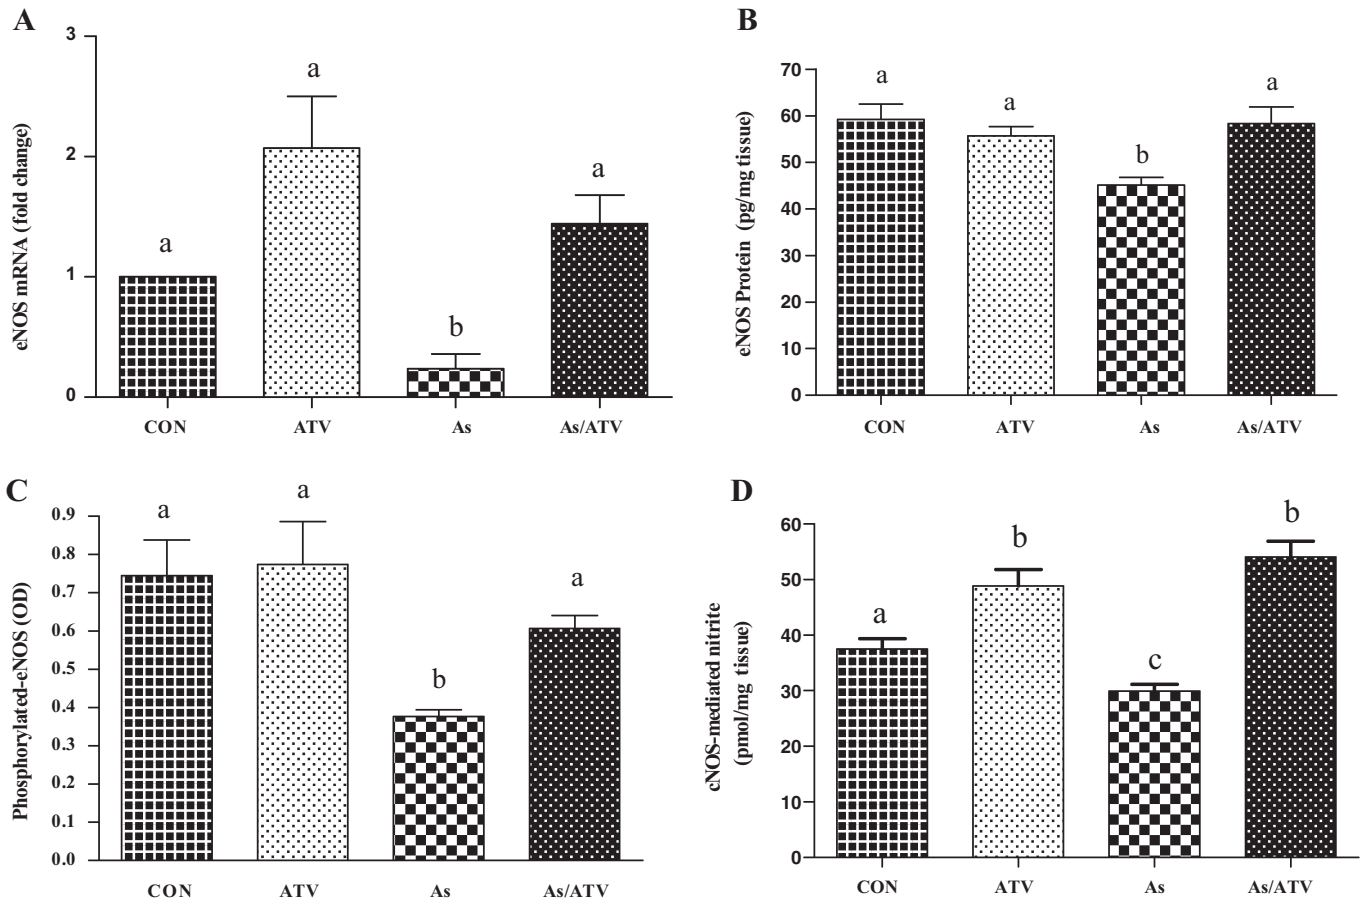 A
eNOS mRNA (fold change)
3
2
1
0
a
a
b
a
CON
ATV
As
As/ATV
B
eNOS Protein (pg/mg tissue)
70
60
50
40
30
20
10
0
a
a
b
a
CON
ATV
As
As/ATV
C
Phosphorylated-eNOS (OD)
0.9
0.8
0.7
0.6
0.5
0.4
0.3
0.2
0.1
0.0
a
a
b
a
CON
ATV
As
As/ATV
D
cNOS-mediated nitrite
(pmol/mg tissue)
60
50
40
30
20
10
0
a
b
c
b
CON
ATV
As
As/ATV